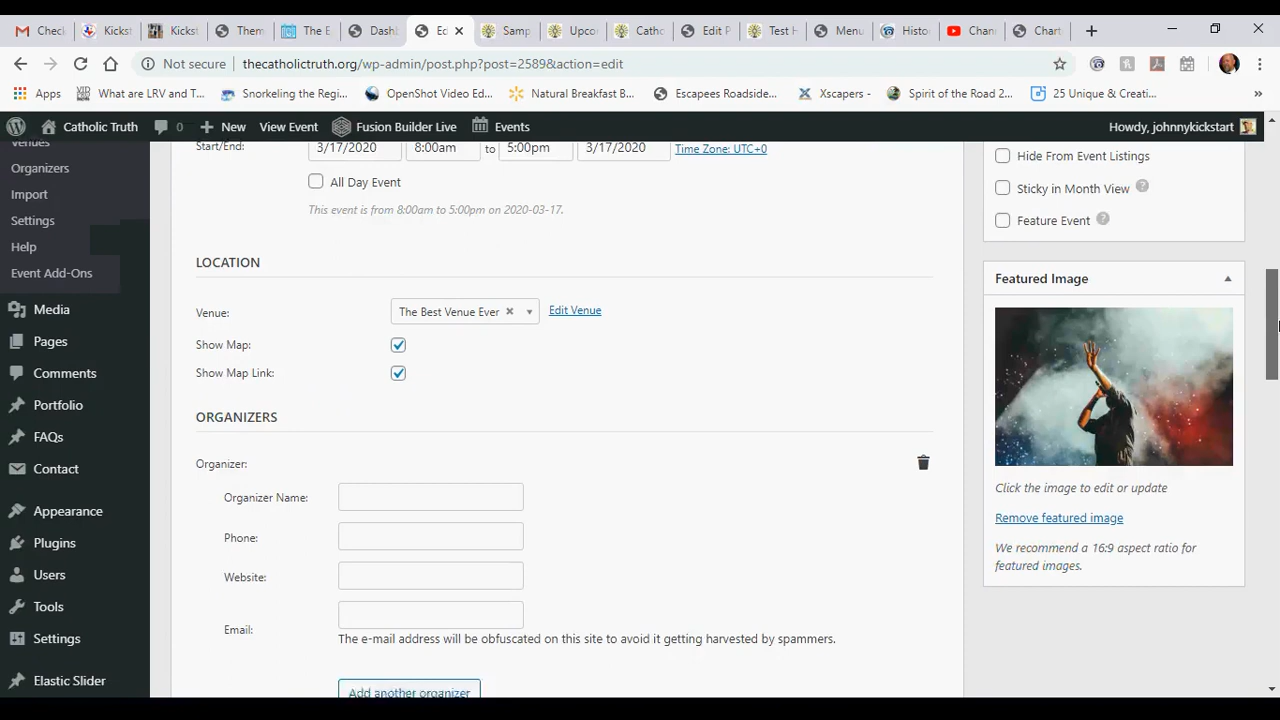 Check
Kickst
Kickst
Them
The E
Dashl
Ec
Samp
Upco
Catho
Edit P
Test H
Menu
Histo
Chan
Chart
Not secure
thecatholictruth.org/wp-admin/post.php?post=2589&action=edit
Apps
What are LRV and T...
Snorkeling the Rig...
OpenShot Video Ed...
Natural Breakfast B...
Escapees Roadside...
Xscapers -
Spirit of the Road 2...
25 Unique & Creati...
»
Catholic Truth
0
+ New
View Event
Fusion Builder Live
Events
Howdy, johnnykickstart
Venues
Organizers
Import
Settings
Help
Event Add-Ons
Media
Pages
Comments
Portfolio
FAQs
Contact
Appearance
Plugins
Users
Tools
Settings
Elastic Slider
Start/End:
3/17/2020
8:00am
to
5:00pm
3/17/2020
Time Zone: UTC+0
All Day Event
This event is from 8:00am to 5:00pm on 2020-03-17.
LOCATION
Venue:
The Best Venue Ever
Edit Venue
Show Map:
Show Map Link:
ORGANIZERS
Organizer:
Organizer Name:
Phone:
Website:
Email:
The e-mail address will be obfuscated on this site to avoid it getting harvested by spammers.
Add another organizer
Hide From Event Listings
Sticky in Month View
Feature Event
Featured Image
Click the image to edit or update
Remove featured image
We recommend a 16:9 aspect ratio for
featured images.